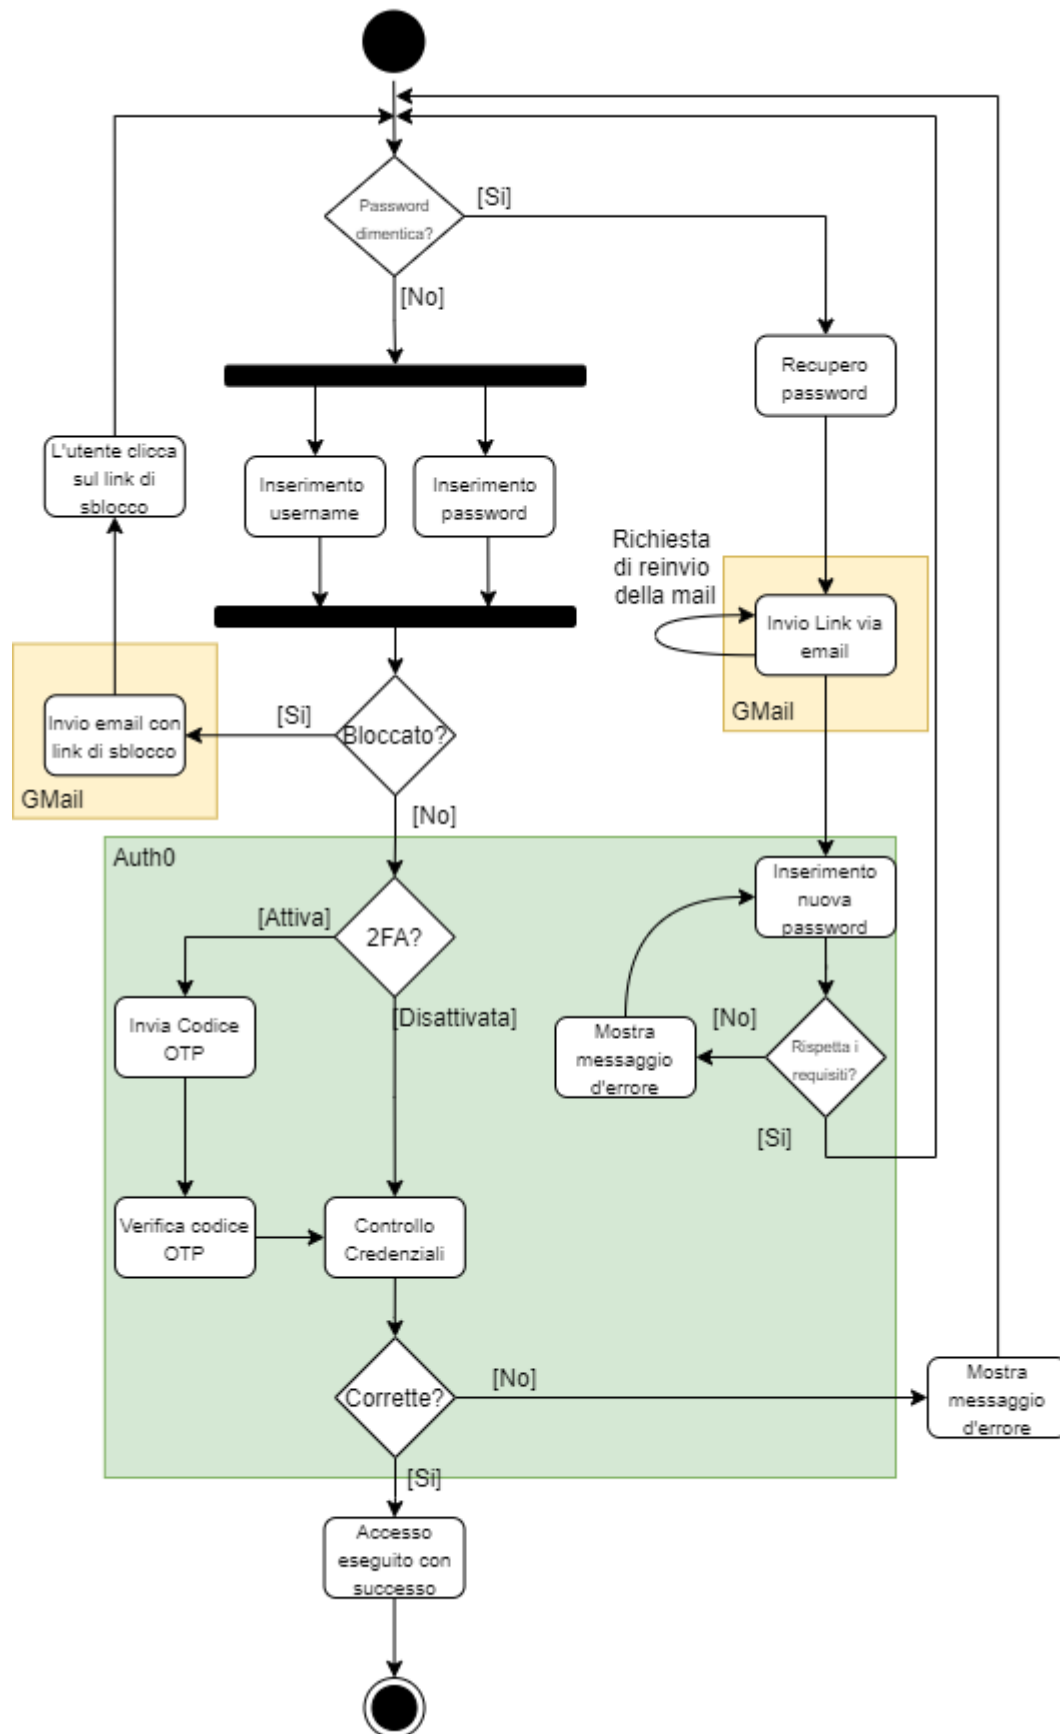 Password
dimentica?
[Si]
[No]
Recupero
password
L'utente clicca
sul link di
sblocco
Inserimento
username
Inserimento
password
Richiesta
di reinvio
della mail
Invio Link via
email
GMail
Invio email con
link di sblocco
GMail
[Si]
Bloccato?
[No]
Auth0
Inserimento
nuova
password
[Attiva]
2FA?
[Disattivata]
Invia Codice
OTP
Mostra
messaggio
d'errore
[No]
Rispetta i
requisiti?
[Si]
Verifica codice
OTP
Controllo
Credenziali
Corrette?
[No]
Mostra
messaggio
d'errore
[Si]
Accesso
eseguito con
successo